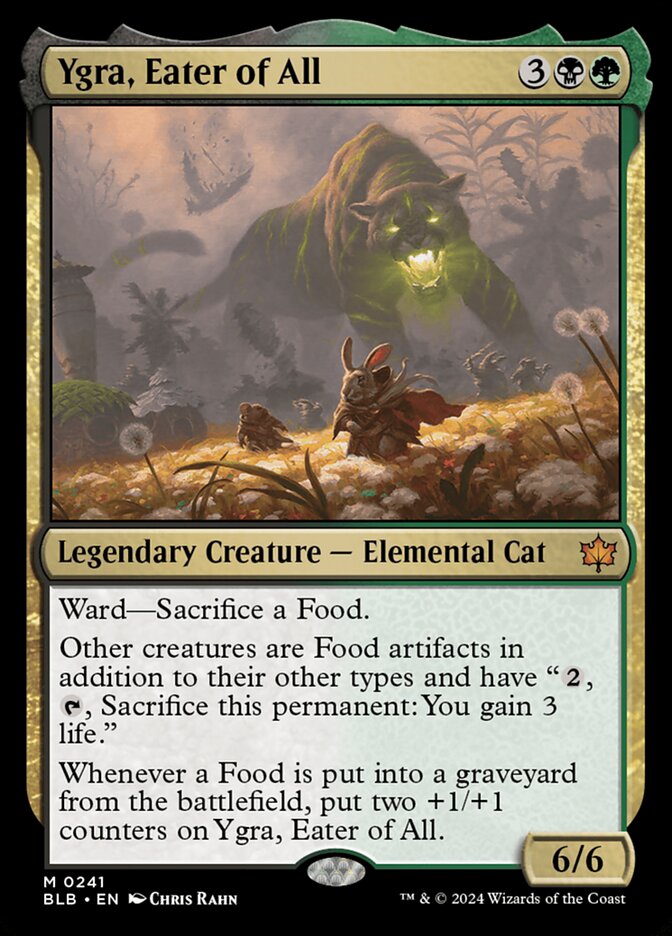 Ygra, Eater of All 3
Legendary Creature — Elemental Cat
Ward—Sacrifice a Food.
Other creatures are Food artifacts in
addition to their other types and have “2,
, Sacrifice this permanent: You gain 3
life.”
Whenever a Food is put into a graveyard
from the battlefield, put two +1/+1
counters on Ygra, Eater of All.
6/6
M 0241
BLB • EN Chris Rahn
™ & © 2024 Wizards of the Coast